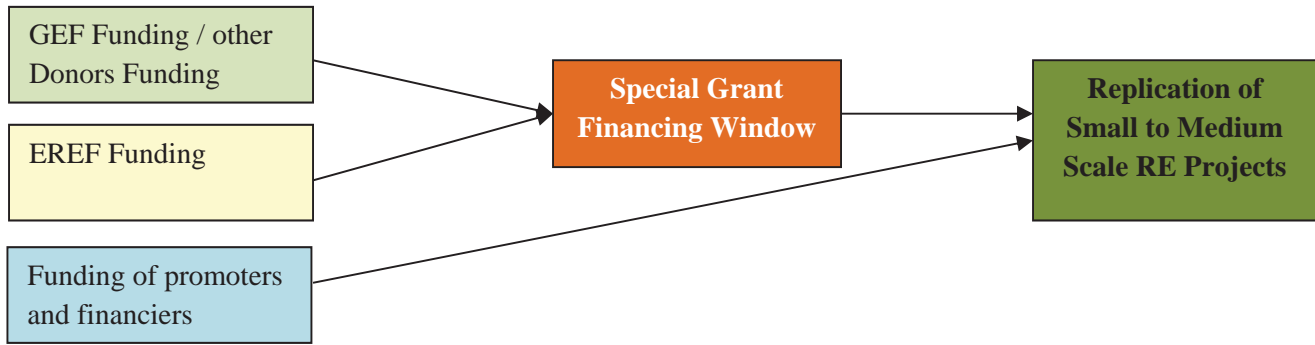 GEF Funding / other
Donors Funding
EREF Funding
Funding of promoters
and financiers
Special Grant
Financing Window
Replication of
Small to Medium
Scale RE Projects